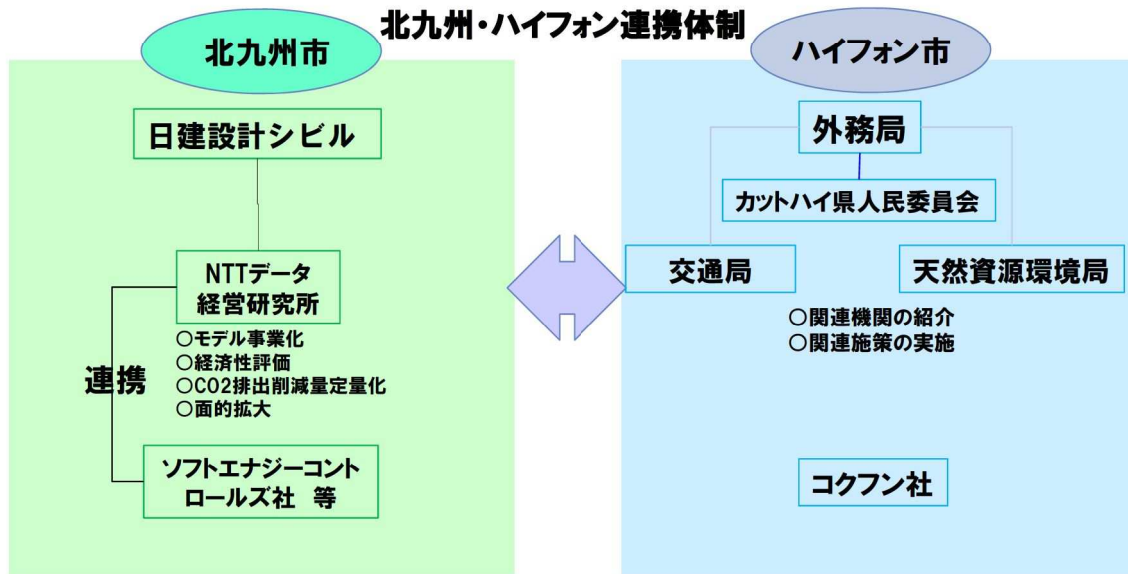 北九州・ハイフォン連携体制
北九州市
日建設計シビル
NTTデータ
経営研究所
○モデル事業化
○経済性評価
○CO2排出削減量定量化
○面的拡大
連携
ソフトエナジーコント
ロールズ社 等
ハイフォン市
外務局
カットハイ県人民委員会
交通局
天然資源環境局
○関連機関の紹介
○関連施策の実施
コクフン社